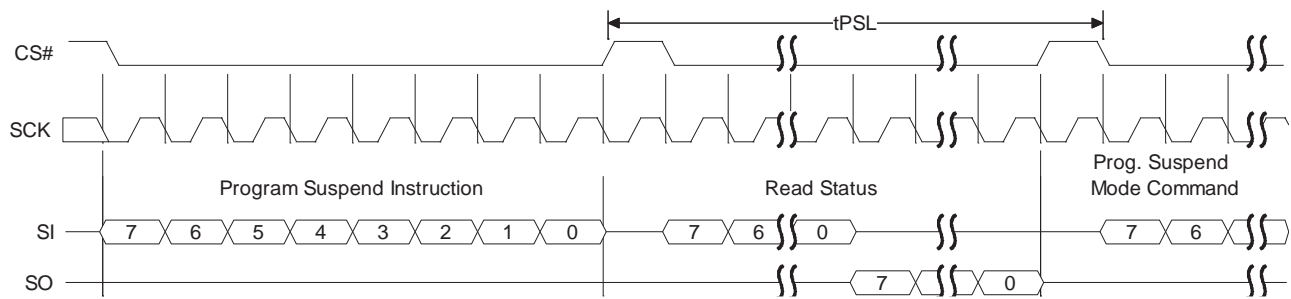 tPSL
CS#
SCK
Prog. Suspend
Program Suspend Instruction Read Status Mode Command
SI 7 6 5 4 3 2 1 0 7 6 0 7 6
SO 7 0